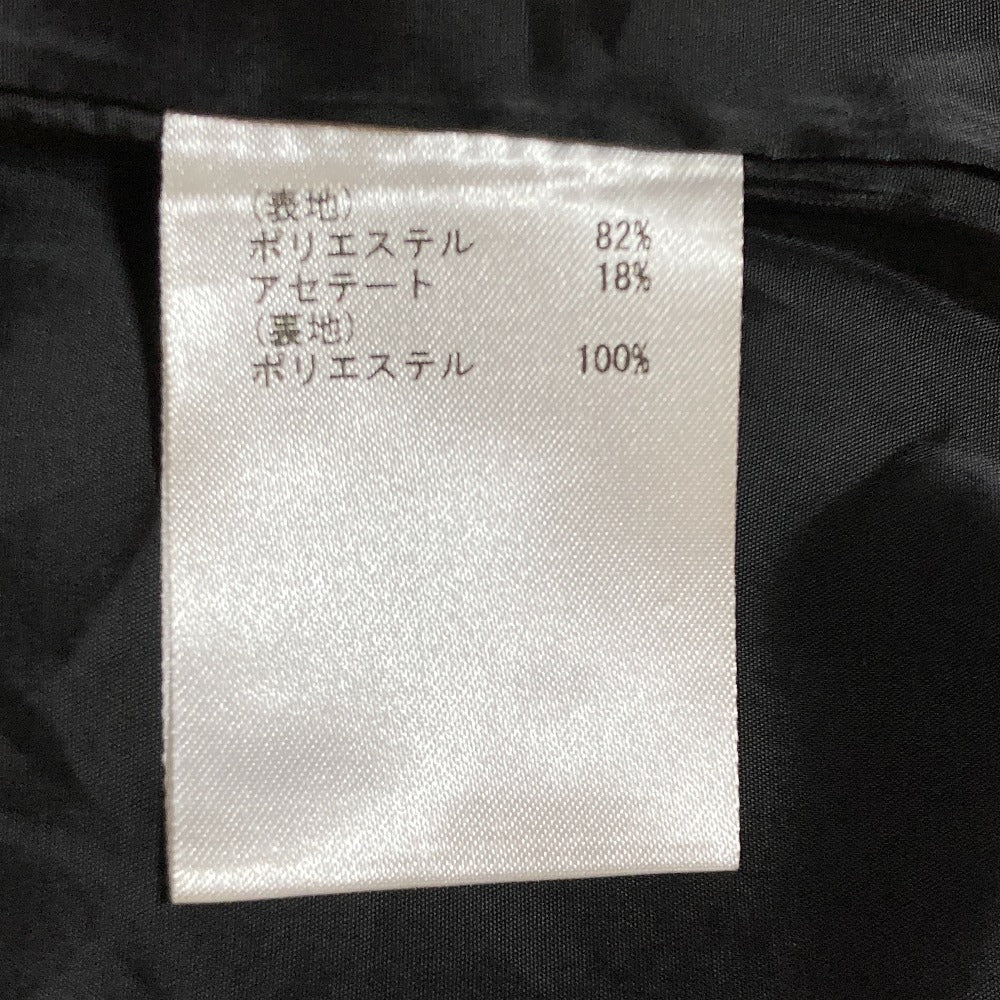 (表地)
ポリエステル 82%
アセテート 18%
(表地)
ポリエステル 100%